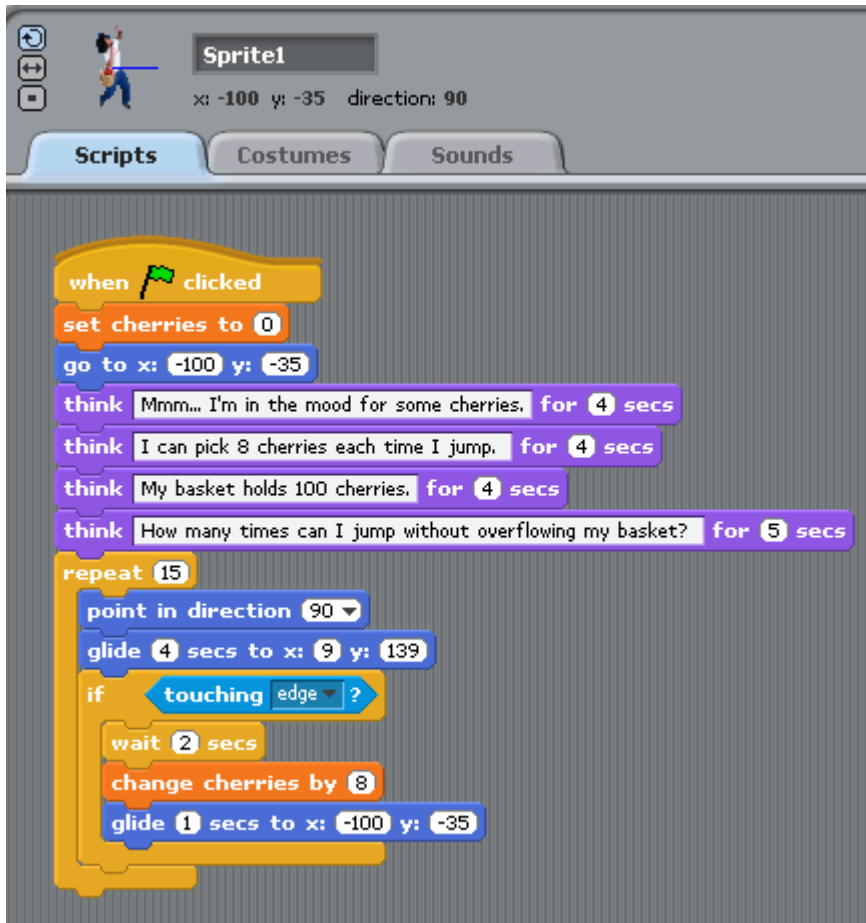 Sprite1
x: -100 y: -35 direction: 90
Scripts Costumes Sounds
when clicked
set cherries to 0
go to x: -100 y: -35
think Mmm... I'm in the mood for some cherries. for 4 secs
think I can pick 8 cherries each time I jump. for 4 secs
think My basket holds 100 cherries. for 4 secs
think How many times can I jump without overflowing my basket? for 5 secs
repeat 15
point in direction 90
glide 4 secs to x: 9 y: 139
if touching edge ?
wait 2 secs
change cherries by 8
glide 1 secs to x: -100 y: -35